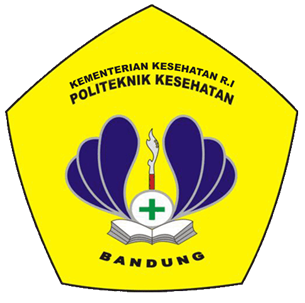 KEMENTERIAN KESEHATAN R.I
POLITEKNIK KESEHATAN
BANDUNG